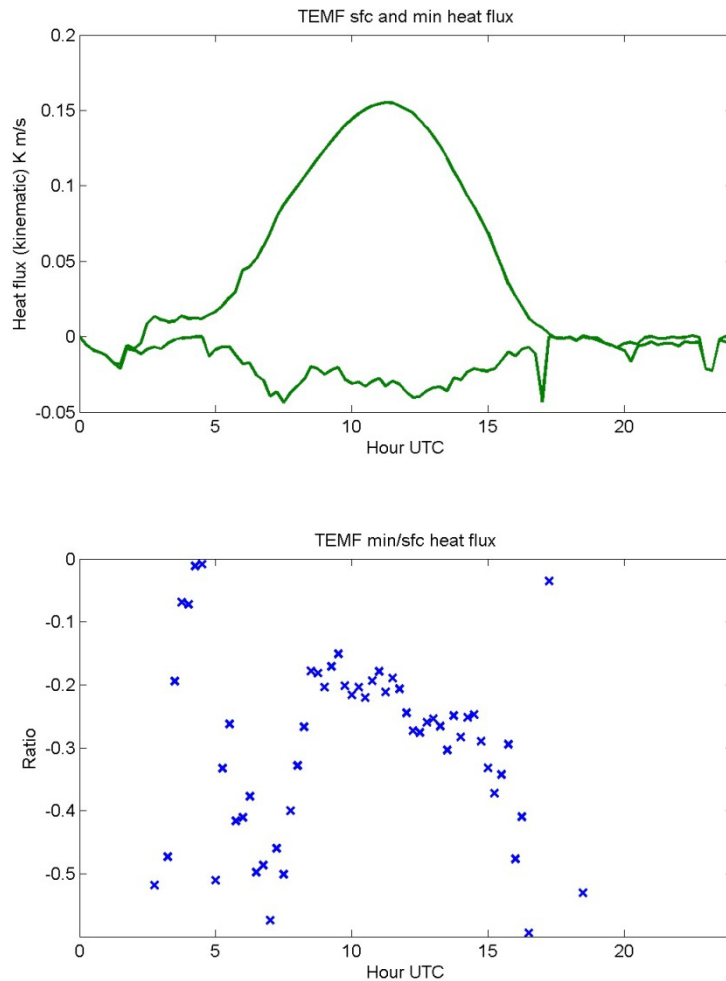 TEMF sfc and min heat flux
0.2
0.15
0.1
0.05
0
-0.05
Heat flux (kinematic) K m/s
0 5 10 15 20
Hour UTC
TEMF min/sfc heat flux
0
-0.1
-0.2
-0.3
-0.4
-0.5
Ratio
0 5 10 15 20
Hour UTC